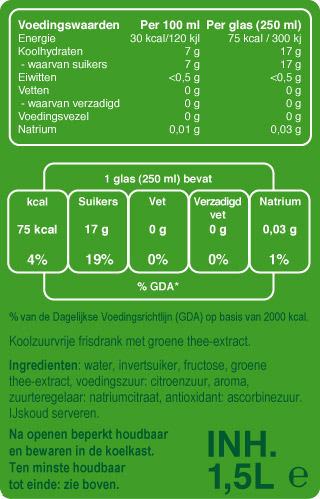 Voedingswaarden Per 100 ml Per glas (250 ml)
Energie 30 kcal/120 kjl 75 kcal / 300 kj
Koolhydraten 7 g 17 g
- waarvan suikers 7 g 17 g
Eiwitten <0,5 g <0,5 g
Vetten 0 g 0 g
- waarvan verzadigd 0 g 0 g
Voedingsvezel 0 g 0 g
Natrium 0,01 g 0,03 g
1 glas (250 ml) bevat
kcal Suikers Vet Verzadigd vet Natrium
75 kcal 17 g 0 g 0 g 0,03 g
4% 19% 0% 0% 1%
% GDA*
% van de Dagelijkse Voedingsrichtlijn (GDA) op basis van 2000 kcal.
Koolzuurvrije frisdrank met groene thee-extract.
Ingredienten: water, invertsuiker, fructose, groene
thee-extract, voedingszuur: citroenzuur, aroma,
zuurteregelaar: natriumcitraat, antioxidant: ascorbinezuur.
IJskoud serveren.
Na openen beperkt houdbaar
en bewaren in de koelkast.
Ten minste houdbaar
tot einde: zie boven.
INH.
1,5L e